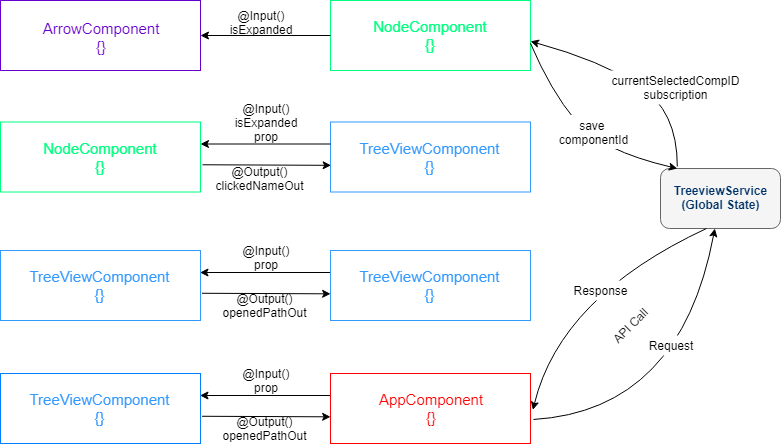 ArrowComponent
{}
@Input()
isExpanded
NodeComponent
{}
currentSelectedCompID
subscription
save
componentId
NodeComponent
{}
@Input()
isExpanded
prop
@Output()
clickedNameOut
TreeViewComponent
{}
TreeviewService
(Global State)
TreeViewComponent
{}
@Input()
prop
@Output()
openedPathOut
TreeViewComponent
{}
Response
API Call
Request
TreeViewComponent
{}
@Input()
prop
@Output()
openedPathOut
AppComponent
{}